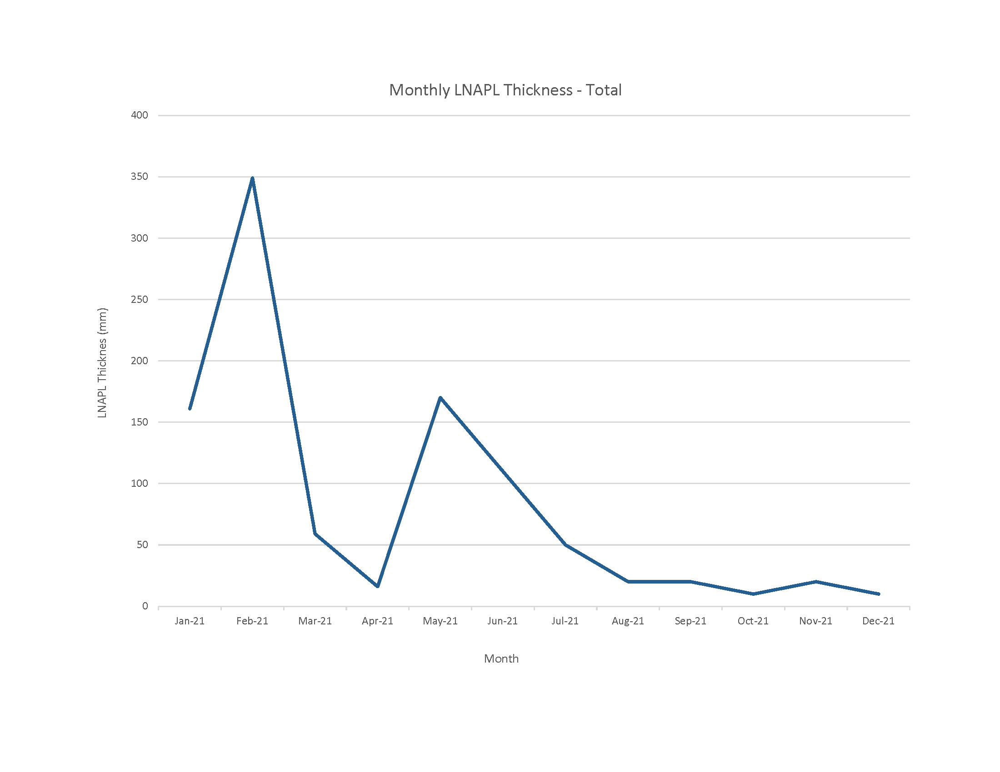 Monthly LNAPL Thickness - Total
400
350
300
250
200
150
100
50
0
LNAPL Thicknes (mm)
Jan-21 Feb-21 Mar-21 Apr-21 May-21 Jun-21 Jul-21 Aug-21 Sep-21 Oct-21 Nov-21 Dec-21
Month